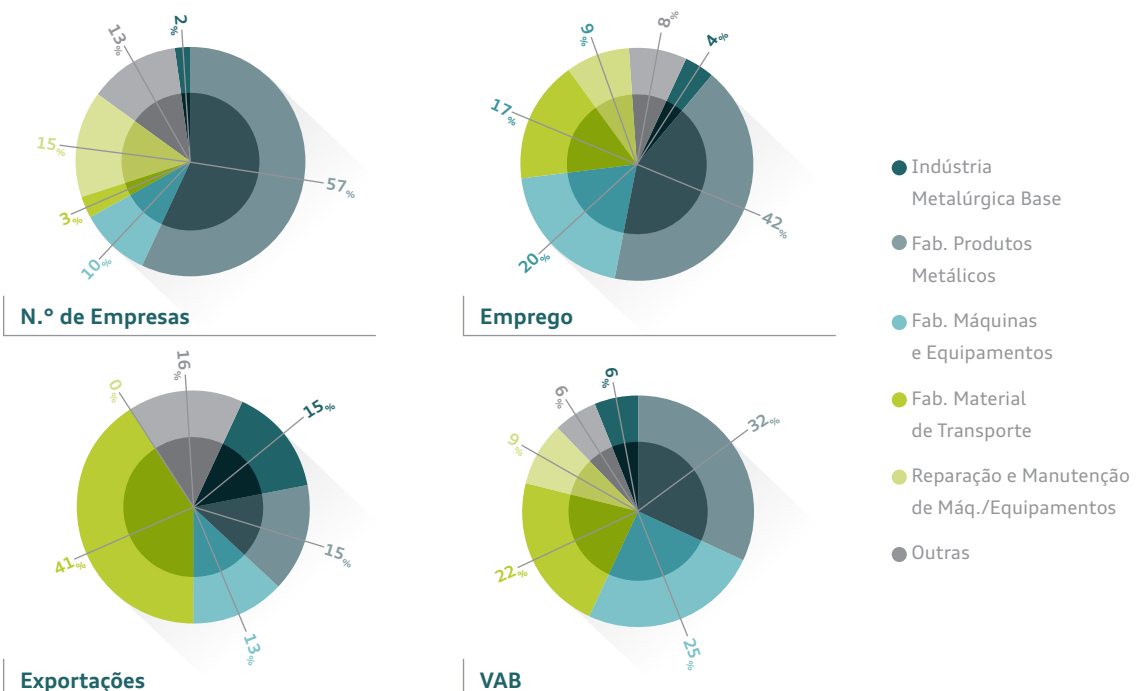 2%
13%
15%
3%
10%
57%
N.º de Empresas
9%
8%
4%
17%
20%
42%
Emprego
0%
16%
15%
41%
13%
15%
Exportações
9%
6%
6%
32%
22%
25%
VAB
Indústria
Metalúrgica Base
Fab. Produtos
Metálicos
Fab. Máquinas
e Equipamentos
Fab. Material
de Transporte
Reparação e Manutenção
de Máq./Equipamentos
Outras